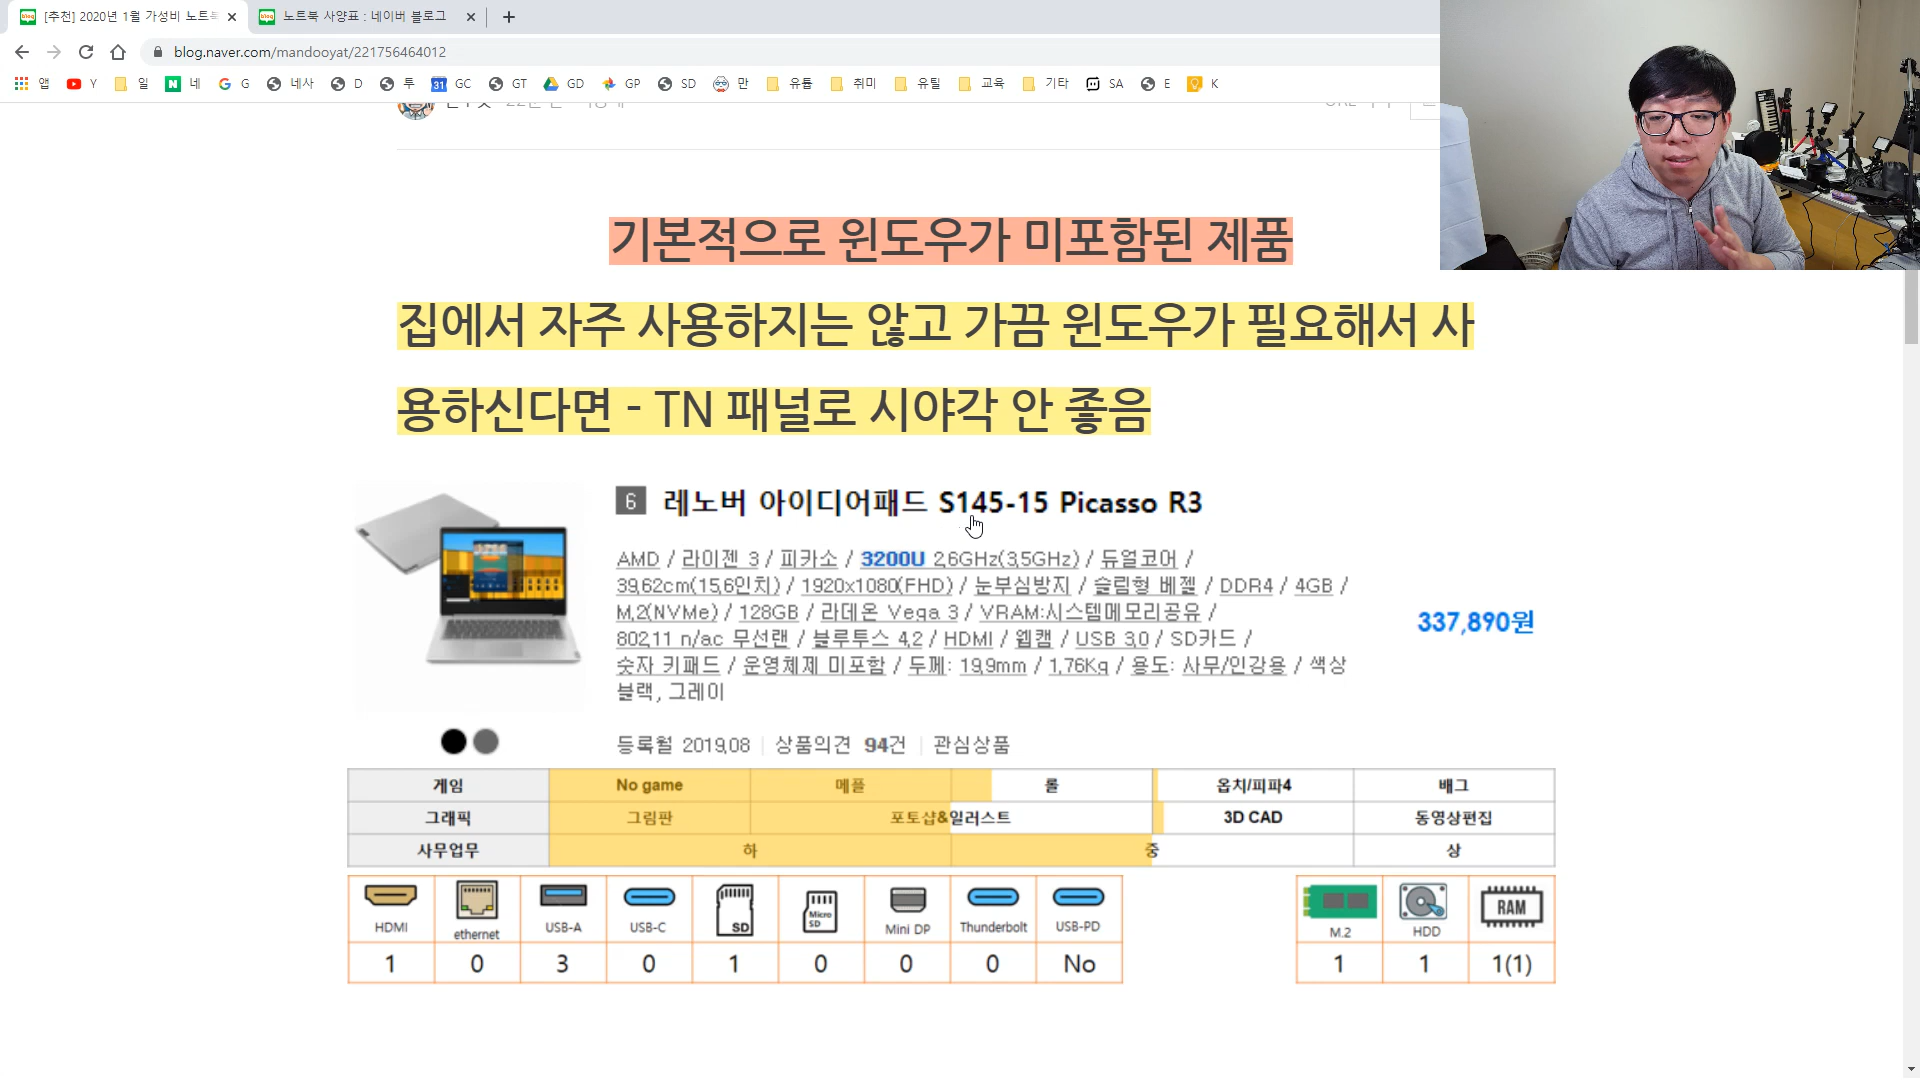 [추천] 2020년 1월 가성비 노트북
노트북 사양표 : 네이버 블로그
blog.naver.com/mandooyat/221756464012
앱 Y 일 네 G 네사 D 투 GC GT GD GP SD 만 유튭 취미 유틸 교육 기타 SA E K
기본적으로 윈도우가 미포함된 제품
집에서 자주 사용하지는 않고 가끔 윈도우가 필요해서 사
용하신다면 - TN 패널로 시야각 안 좋음
6 레노버 아이디어패드 S145-15 Picasso R3
AMD / 라이젠 3 / 피카소 / 3200U 2.6GHz(3.5GHz) / 듀얼코어 /
39.62cm(15.6인치) / 1920x1080(FHD) / 눈부심방지 / 슬림형 베젤 / DDR4 / 4GB /
M.2(NVMe) / 128GB / 라데온 Vega 3 / VRAM:시스템메모리공유 /
802.11 n/ac 무선랜 / 블루투스 4.2 / HDMI / 웹캠 / USB 3.0 / SD카드 /
숫자 키패드 / 운영체제 미포함 / 두께: 19.9mm / 1.76Kg / 용도: 사무/인강용 / 색상
블랙, 그레이
337,890원
등록월 2019.08 | 상품의견 94건 | 관심상품
게임 No game 메플 롤 옵치/피파4 배그
그래픽 그림판 포토샵&일러스트 3D CAD 동영상편집
사무업무 하 중 상
HDMI ethernet USB-A USB-C SD Micro SD Mini DP Thunderbolt USB-PD
1 0 3 0 1 0 0 0 No
M.2 HDD RAM
1 1 1(1)